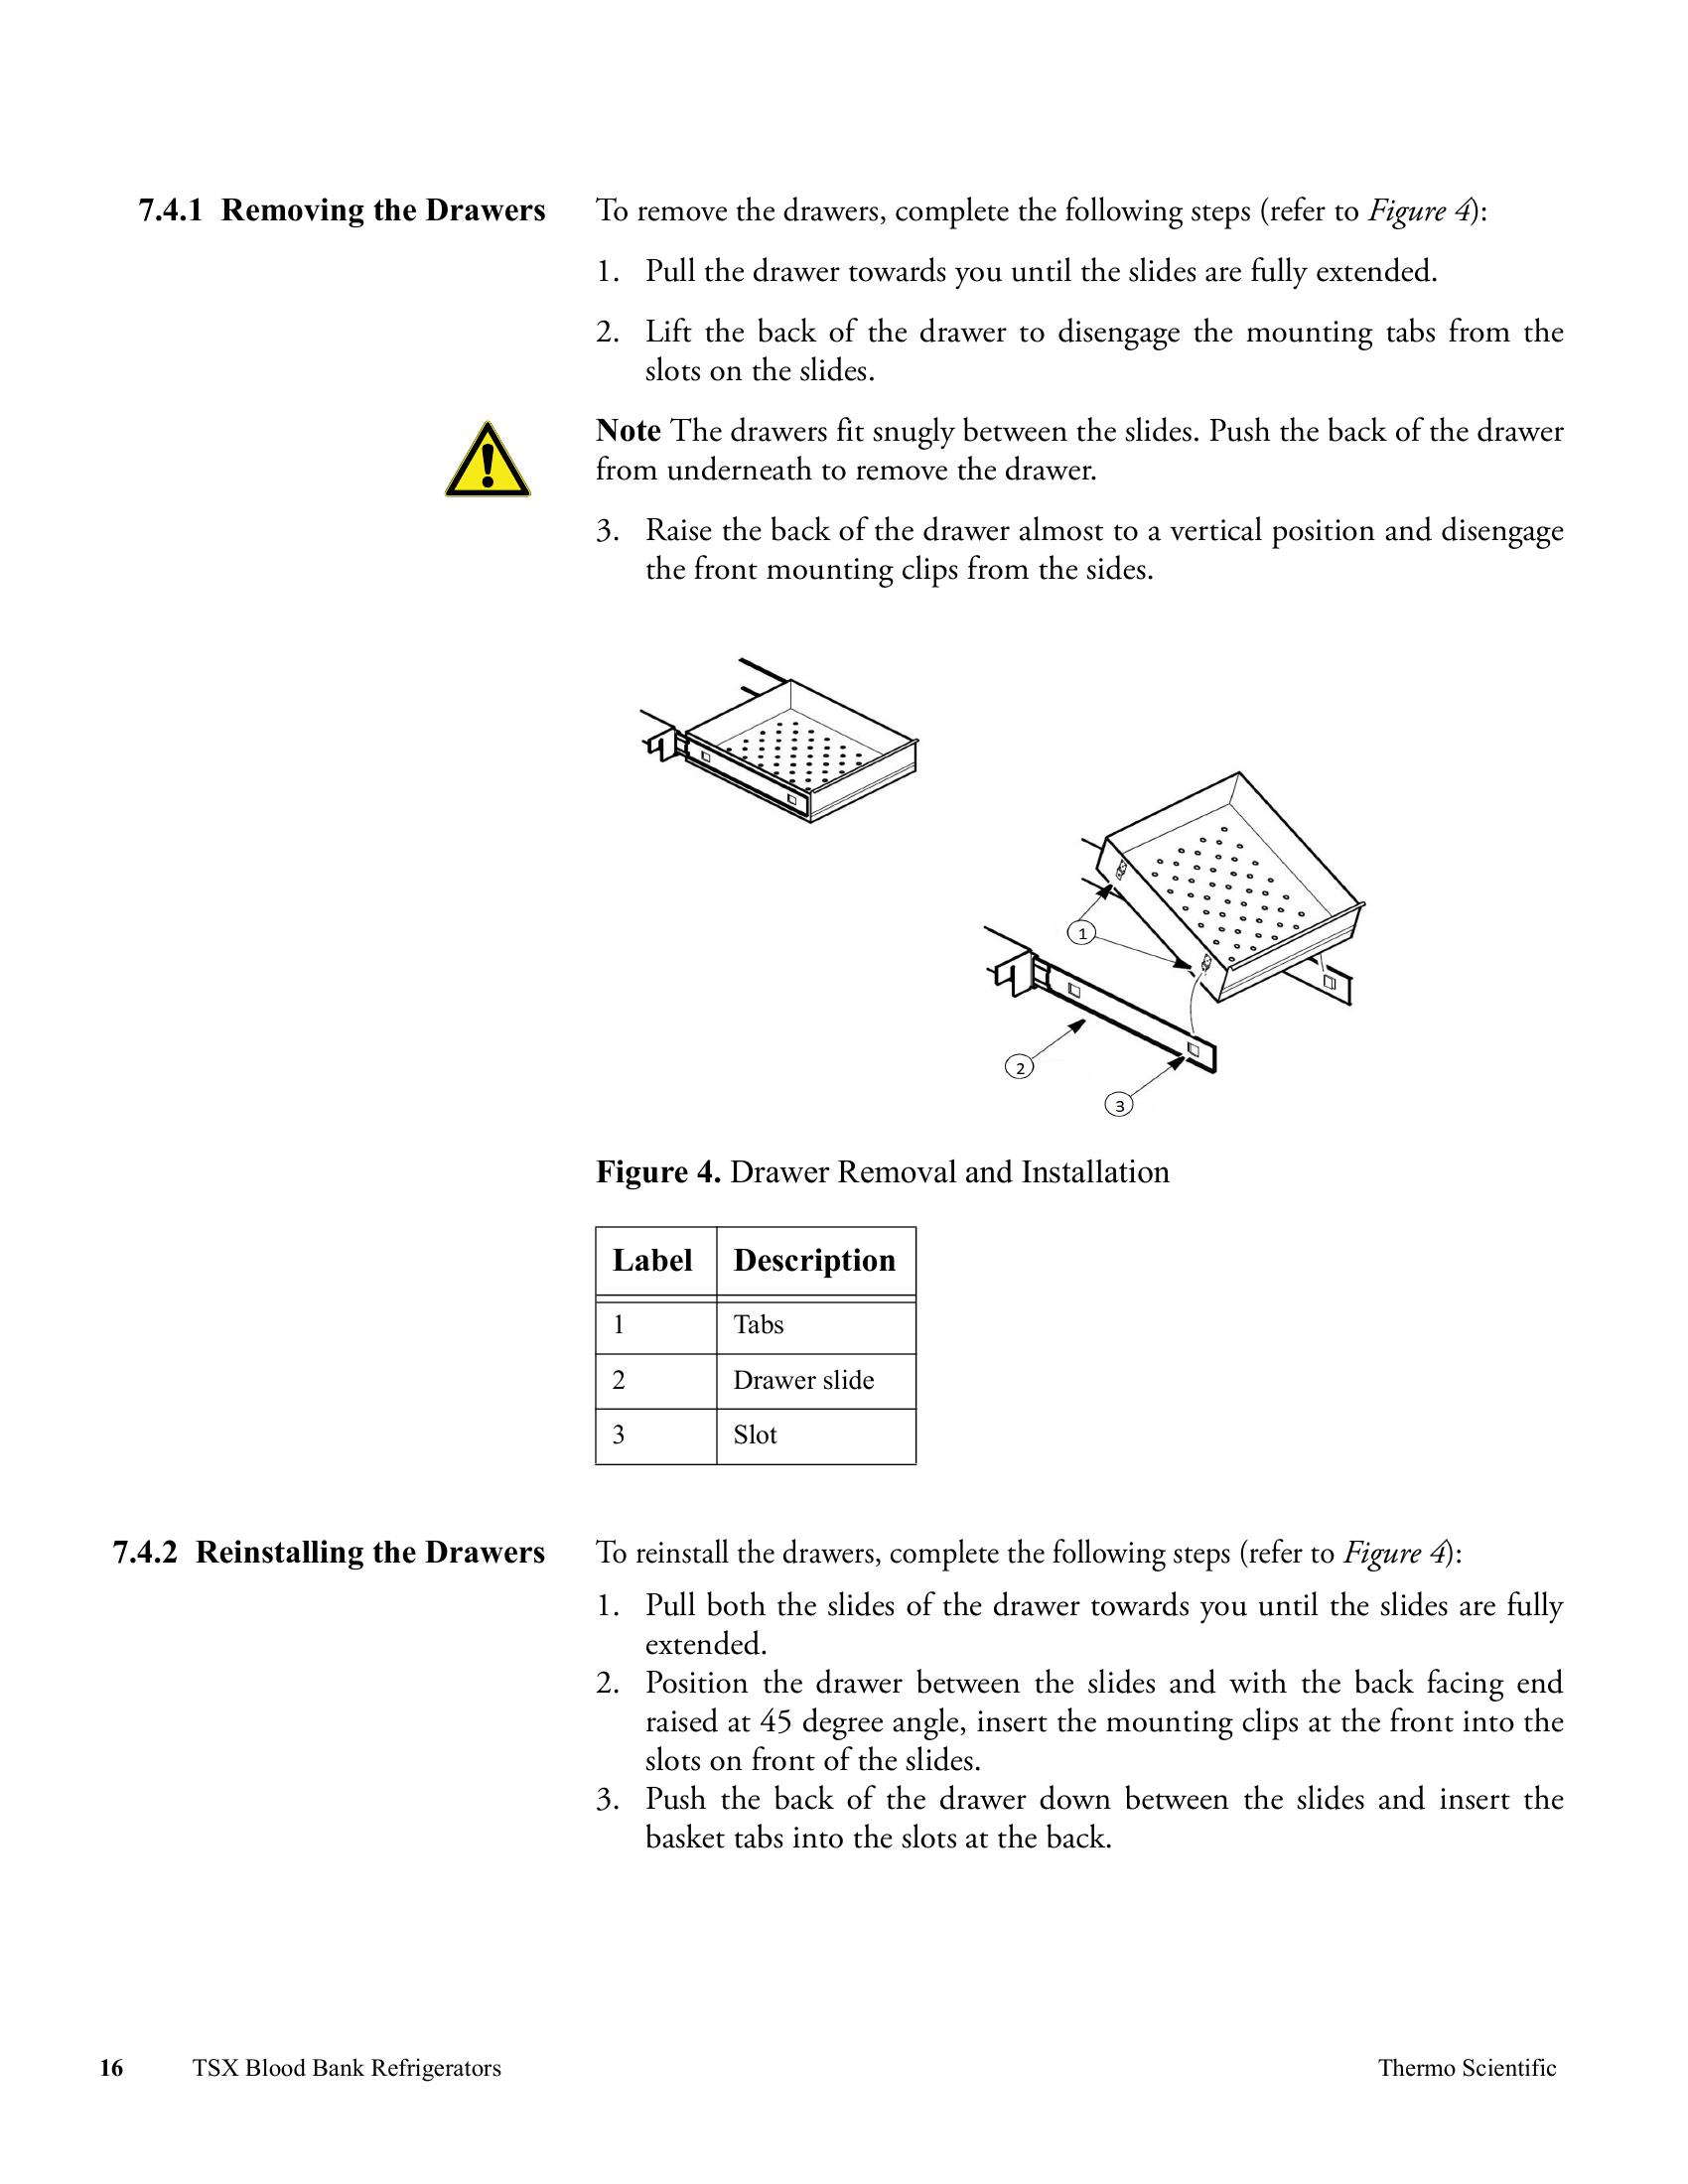 7.4.1 Removing the Drawers
To remove the drawers, complete the following steps (refer to Figure 4):
1. Pull the drawer towards you until the slides are fully extended.
2. Lift the back of the drawer to disengage the mounting tabs from the
slots on the slides.
Note The drawers fit snugly between the slides. Push the back of the drawer
from underneath to remove the drawer.
3. Raise the back of the drawer almost to a vertical position and disengage
the front mounting clips from the sides.
1
2
3
Figure 4. Drawer Removal and Installation
Label Description
1 Tabs
2 Drawer slide
3 Slot
7.4.2 Reinstalling the Drawers
To reinstall the drawers, complete the following steps (refer to Figure 4):
1. Pull both the slides of the drawer towards you until the slides are fully
extended.
2. Position the drawer between the slides and with the back facing end
raised at 45 degree angle, insert the mounting clips at the front into the
slots on front of the slides.
3. Push the back of the drawer down between the slides and insert the
basket tabs into the slots at the back.
16 TSX Blood Bank Refrigerators Thermo Scientific